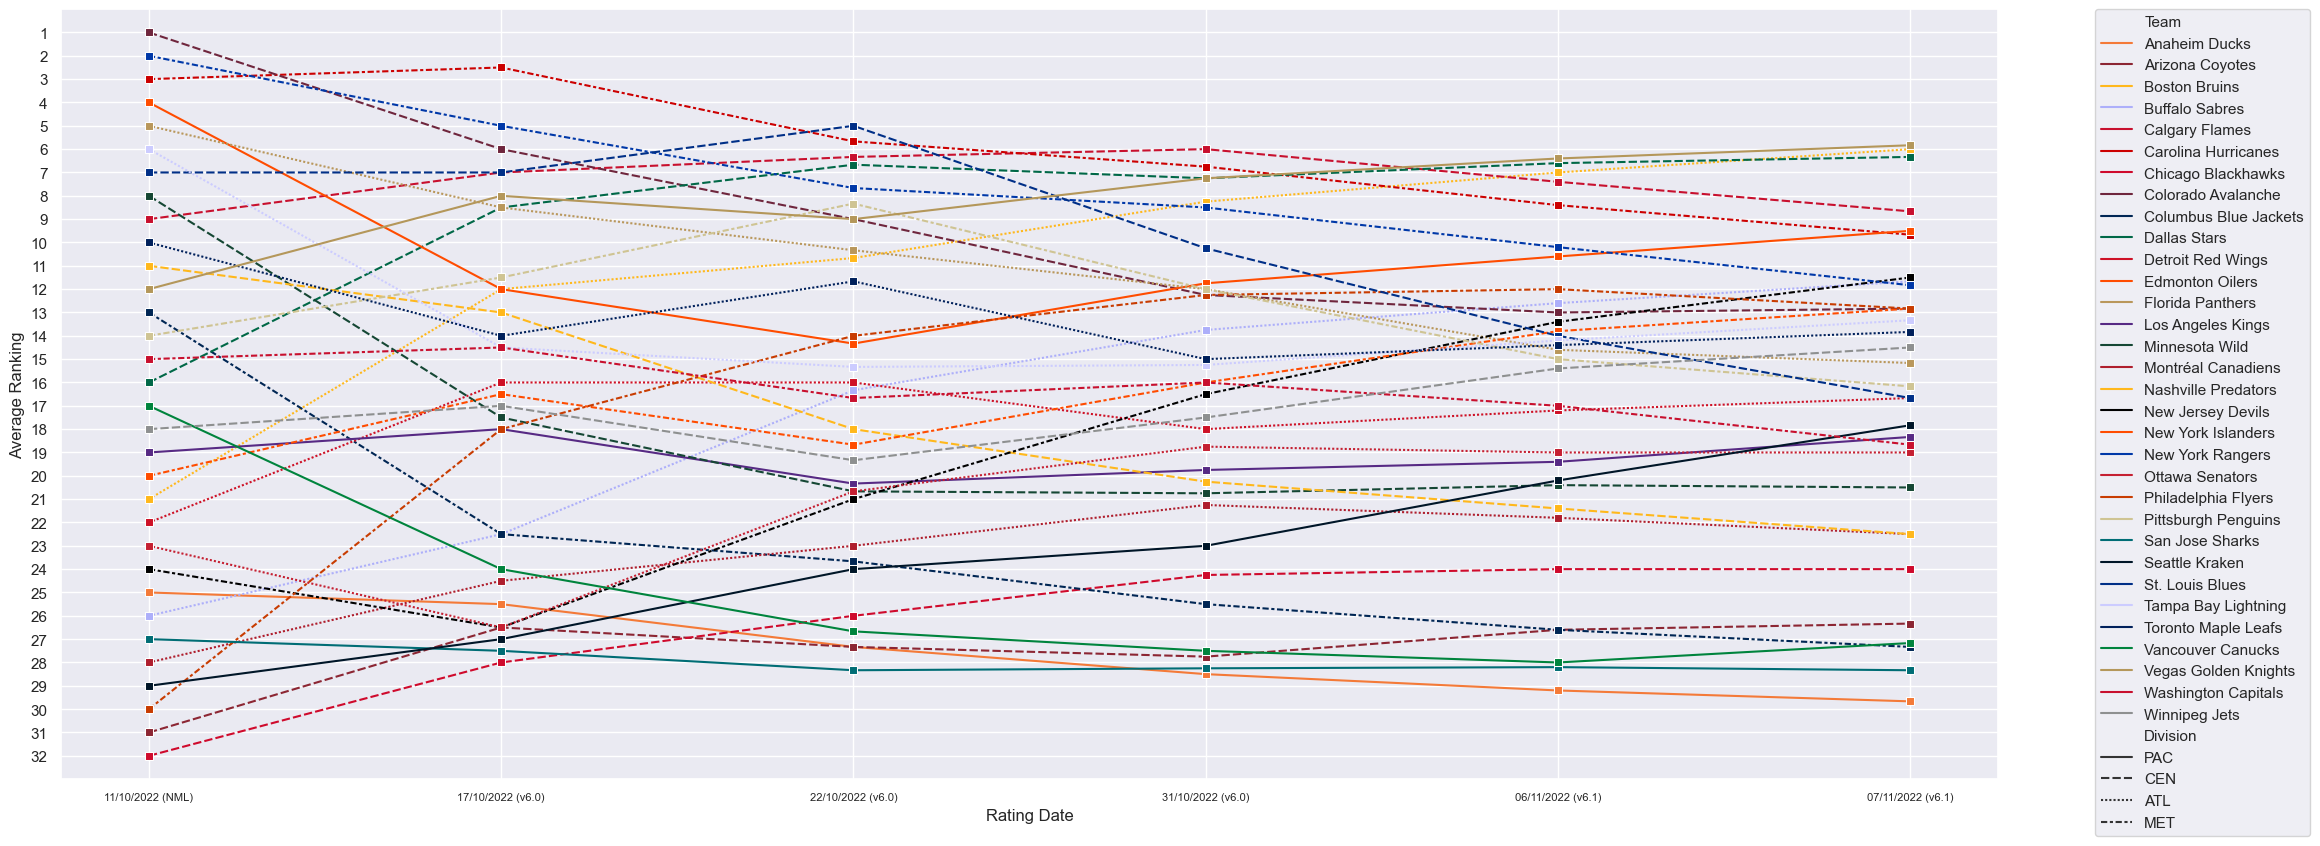 Average Ranking
1
2
3
4
5
6
7
8
9
10
11
12
13
14
15
16
17
18
19
20
21
22
23
24
25
26
27
28
29
30
31
32
11/10/2022 (NML)
17/10/2022 (v6.0)
22/10/2022 (v6.0)
31/10/2022 (v6.0)
06/11/2022 (v6.1)
07/11/2022 (v6.1)
Rating Date
Team
Anaheim Ducks
Arizona Coyotes
Boston Bruins
Buffalo Sabres
Calgary Flames
Carolina Hurricanes
Chicago Blackhawks
Colorado Avalanche
Columbus Blue Jackets
Dallas Stars
Detroit Red Wings
Edmonton Oilers
Florida Panthers
Los Angeles Kings
Minnesota Wild
Montréal Canadiens
Nashville Predators
New Jersey Devils
New York Islanders
New York Rangers
Ottawa Senators
Philadelphia Flyers
Pittsburgh Penguins
San Jose Sharks
Seattle Kraken
St. Louis Blues
Tampa Bay Lightning
Toronto Maple Leafs
Vancouver Canucks
Vegas Golden Knights
Washington Capitals
Winnipeg Jets
Division
PAC
CEN
ATL
MET